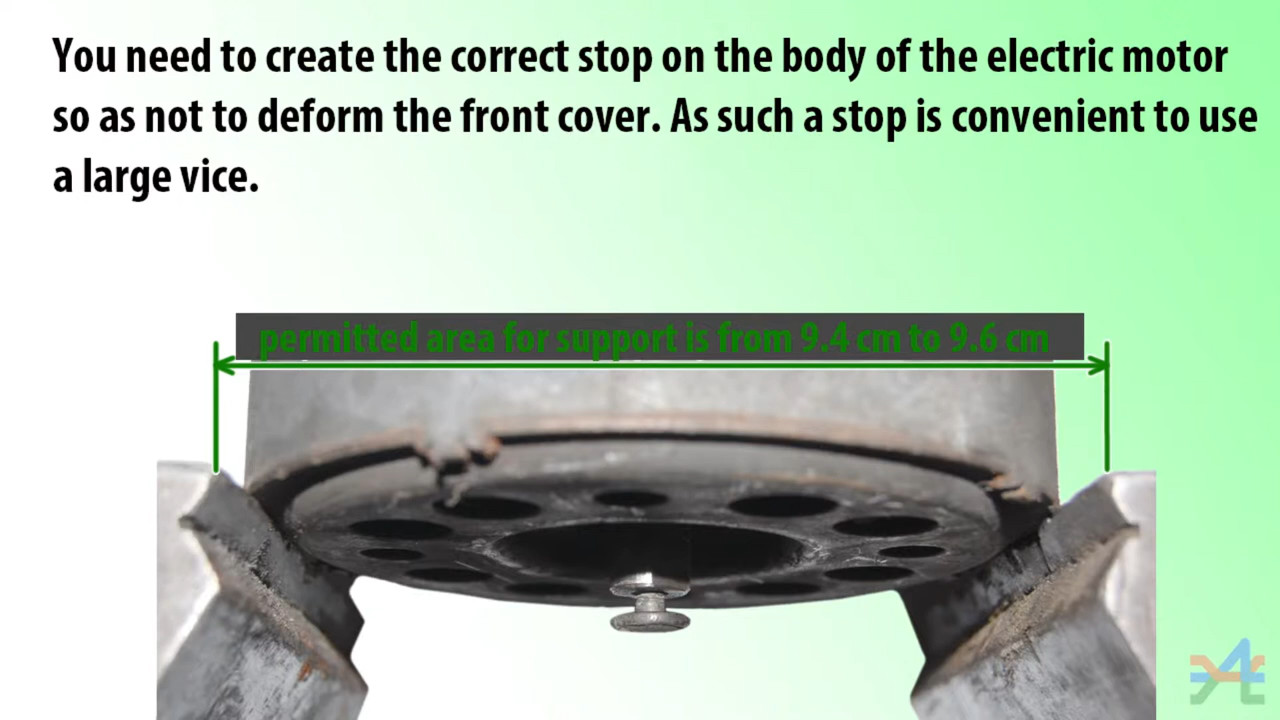 You need to create the correct stop on the body of the electric motor
so as not to deform the front cover. As such a stop is convenient to use
a large vice.
permitted area for support is from 9.4 cm to 9.6 cm